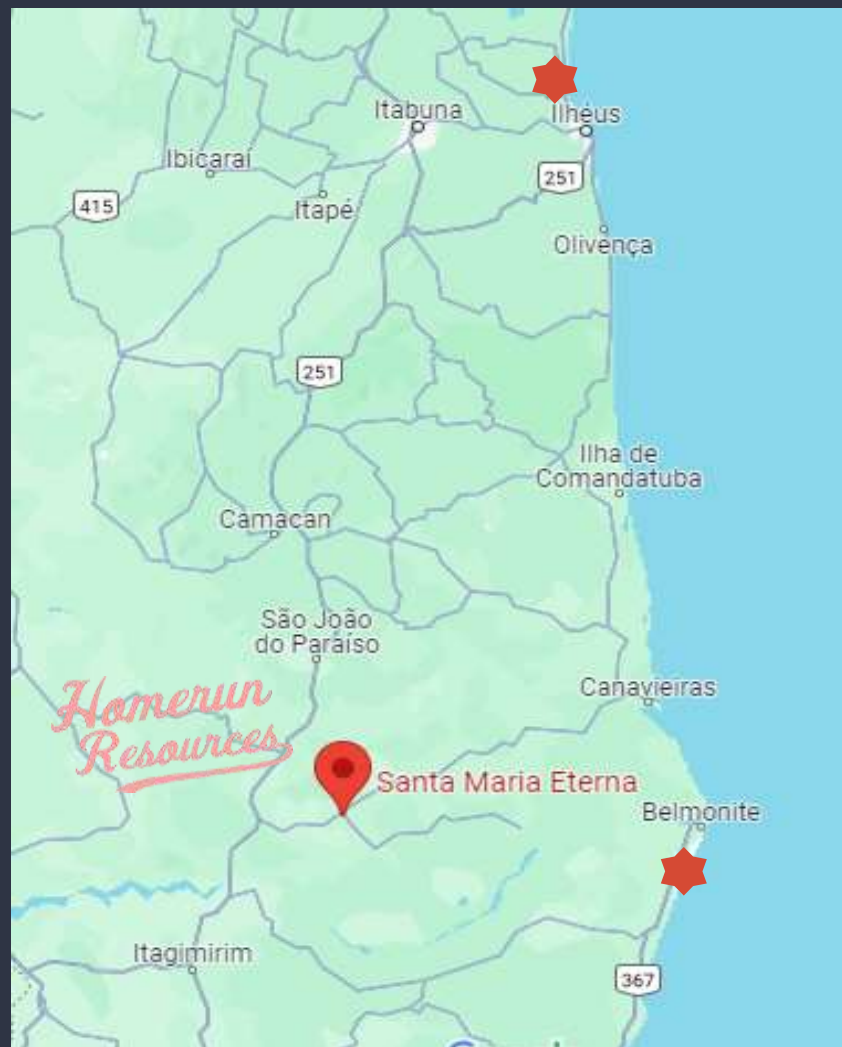 Itabuna
Ilhéus
Ibicaraí
251
415
Itapé
Olivença
251
Ilha de
Comandatuba
Camacan
São João
do Paraíso
Homerun
Resources
Canavieiras
Santa Maria Eterna
Belmonite
Itagimirim
367